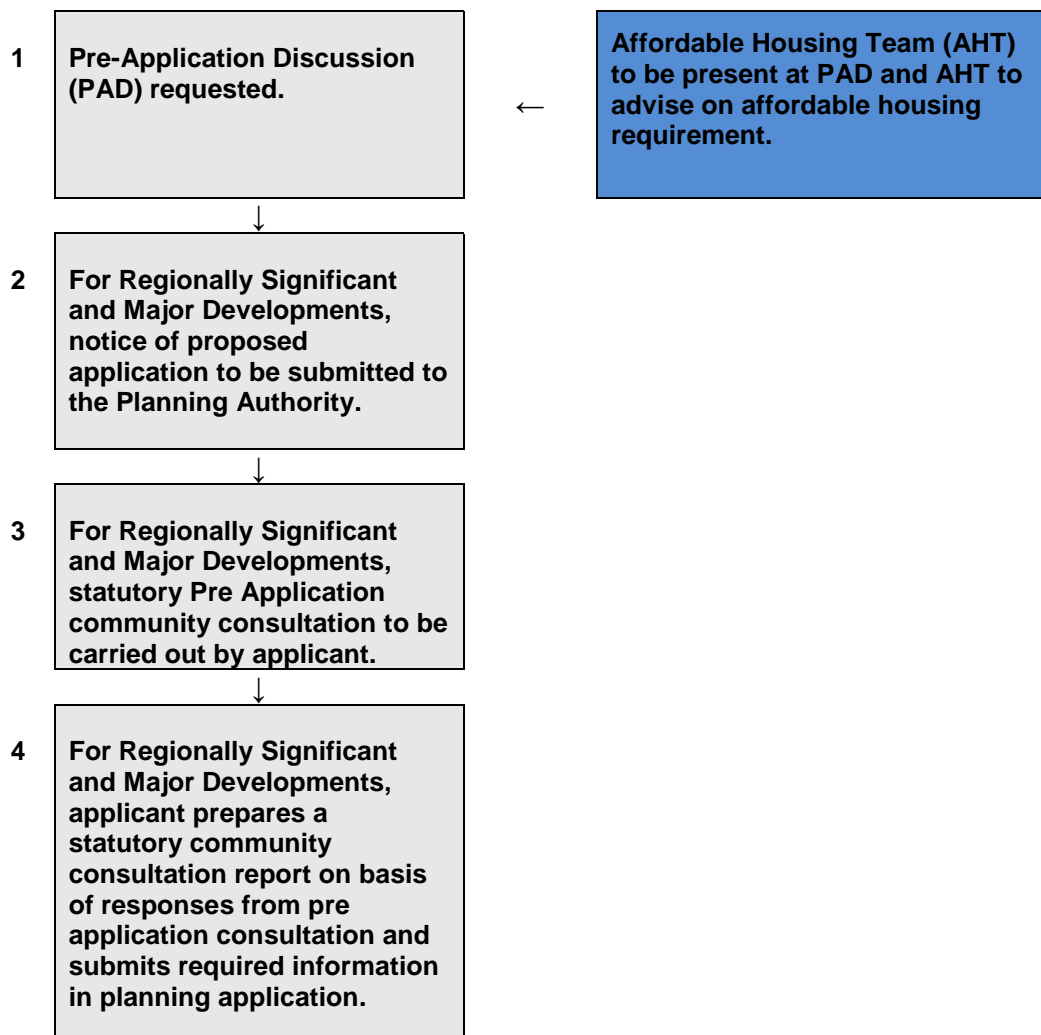 1
Pre-Application Discussion
(PAD) requested.
←
Affordable Housing Team (AHT)
to be present at PAD and AHT to
advise on affordable housing
requirement.
↓
2
For Regionally Significant
and Major Developments,
notice of proposed
application to be submitted to
the Planning Authority.
↓
3
For Regionally Significant
and Major Developments,
statutory Pre Application
community consultation to be
carried out by applicant.
↓
4
For Regionally Significant
and Major Developments,
applicant prepares a
statutory community
consultation report on basis
of responses from pre
application consultation and
submits required information
in planning application.